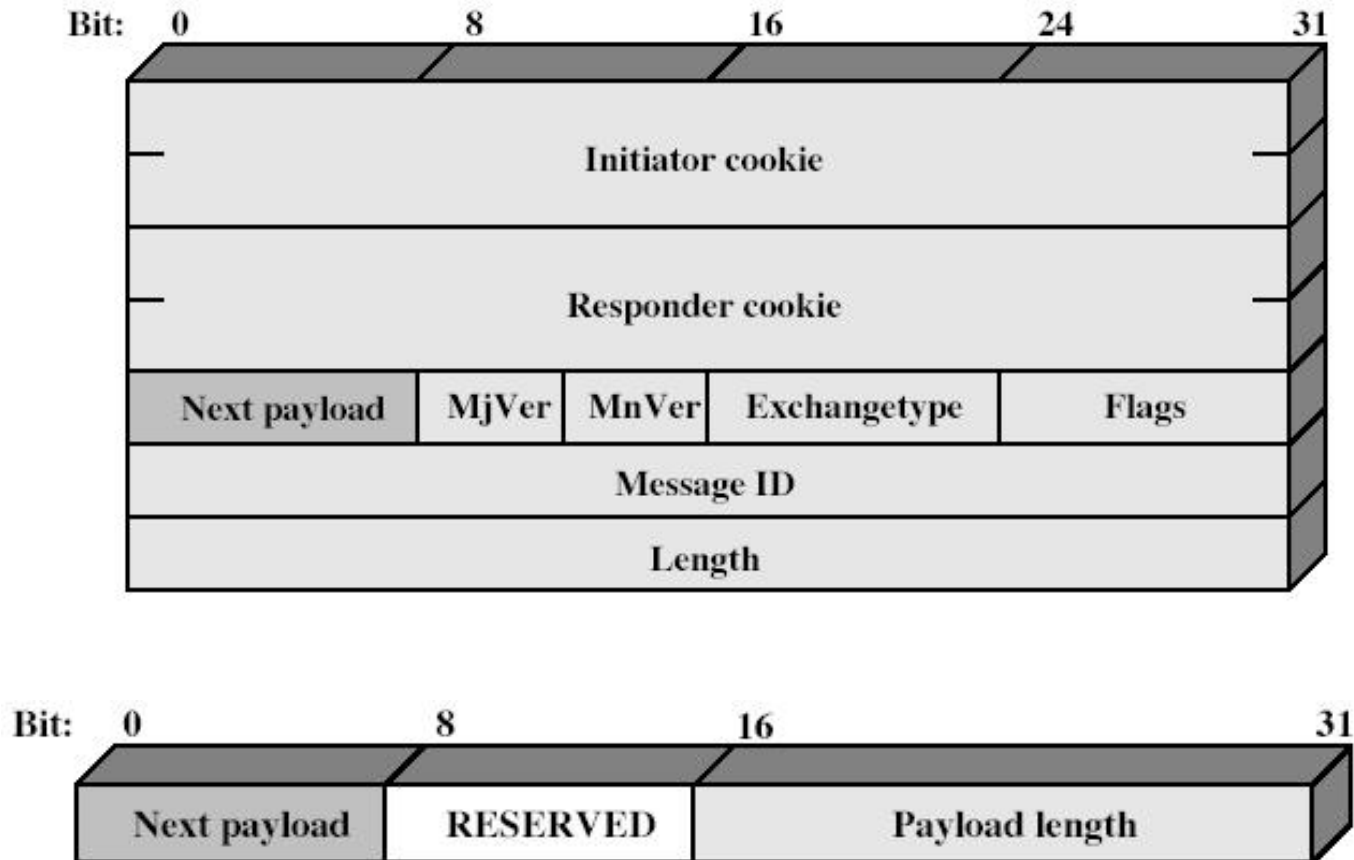 Bit: 0 8 16 24 31
Initiator cookie
Responder cookie
Next payload MjVer MnVer Exchangetype Flags
Message ID
Length
Bit: 0 8 16 31
Next payload RESERVED Payload length